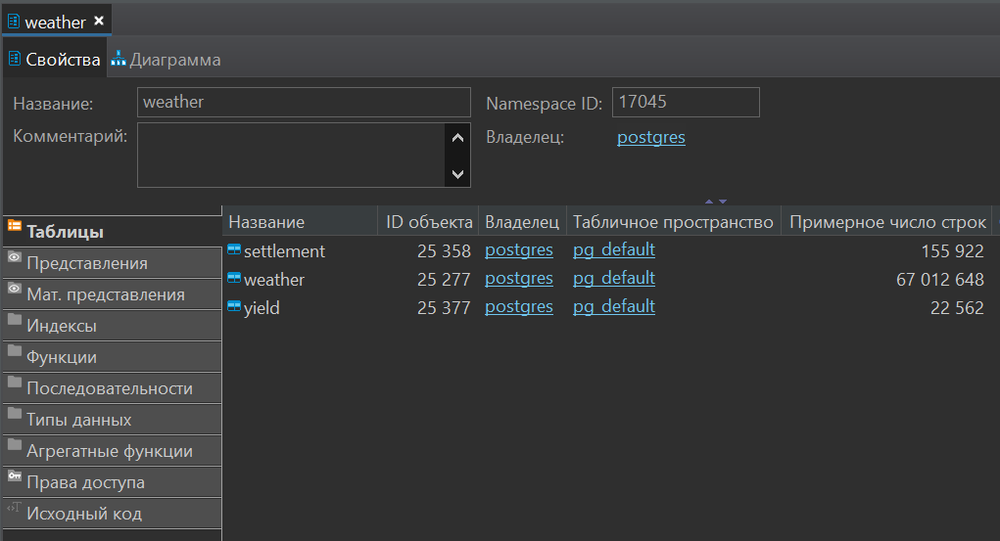 weather
Свойства Диаграмма
Название: weather Namespace ID: 17045
Комментарий: Владелец: postgres
Таблицы
Представления
Мат. представления
Индексы
Функции
Последовательности
Типы данных
Агрегатные функции
Права доступа
Исходный код
Название ID объекта Владелец Табличное пространство Примерное число строк
settlement 25 358 postgres pg_default 155 922
weather 25 277 postgres pg_default 67 012 648
yield 25 377 postgres pg_default 22 562